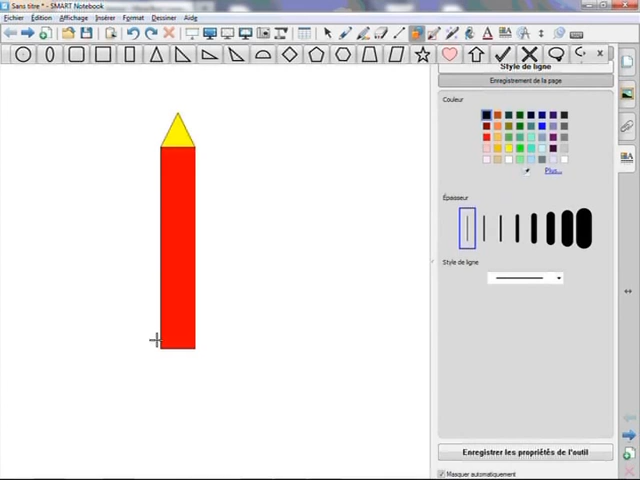 Sans titre * - SMART Notebook
Fichier Édition Affichage Insérer Format Dessiner Aide
Style de ligne
Enregistrement de la page
Couleur
Plus...
Épaisseur
Style de ligne
Enregistrer les propriétés de l'outil
Masquer automatiquement